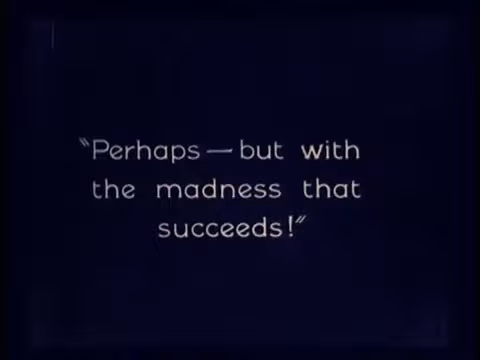 "Perhaps — but with
the madness that
succeeds!"